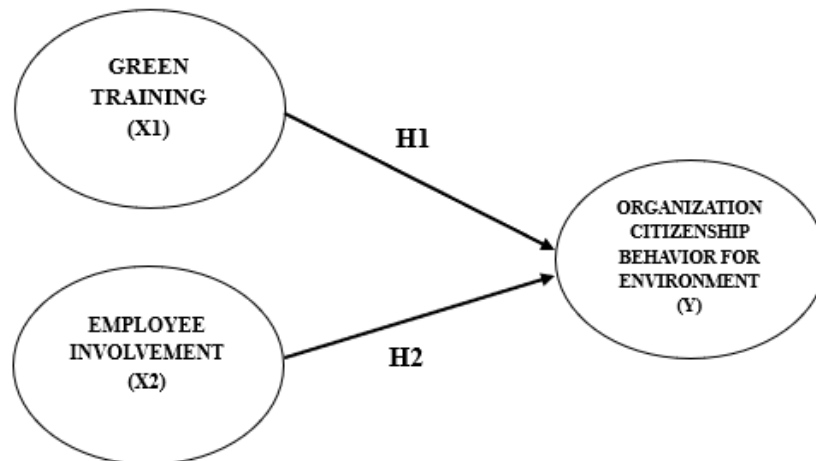 GREEN
TRAINING
(X1)
H1
ORGANIZATION
CITIZENSHIP
BEHAVIOR FOR
ENVIRONMENT
(Y)
EMPLOYEE
INVOLVEMENT
(X2)
H2